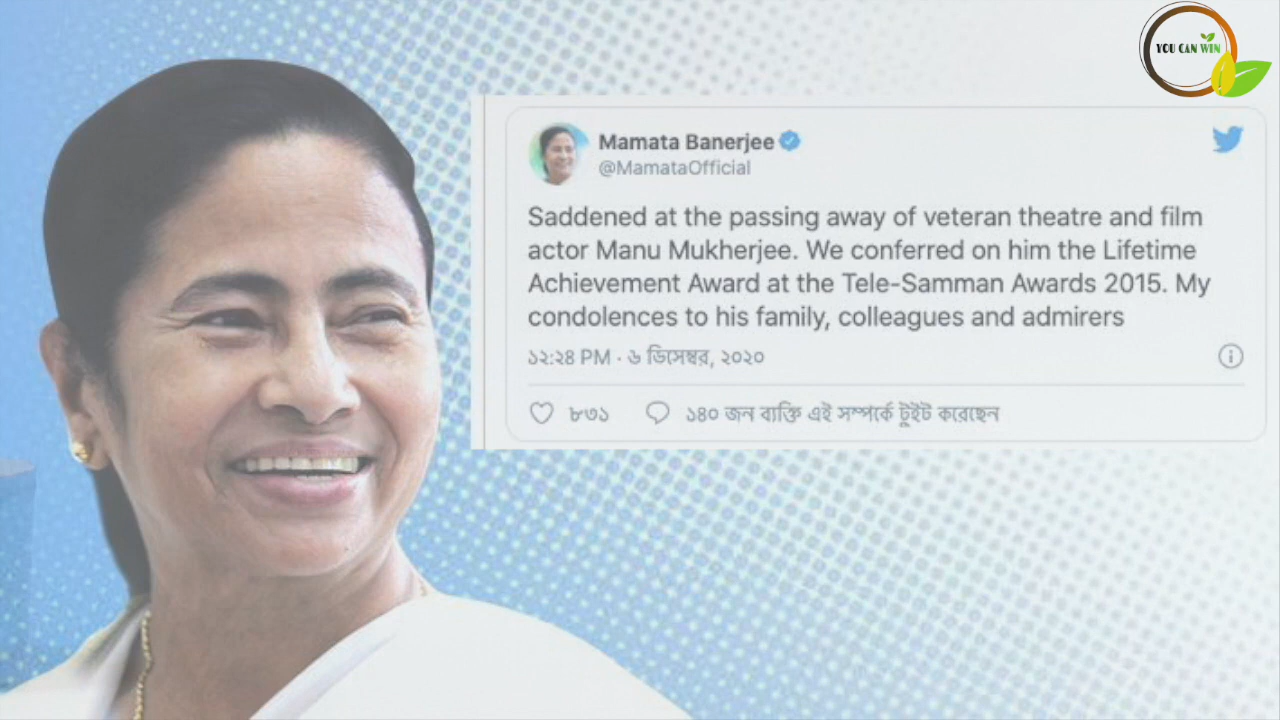 YOU CAN WIN
Mamata Banerjee
@MamataOfficial
Saddened at the passing away of veteran theatre and film
actor Manu Mukherjee. We conferred on him the Lifetime
Achievement Award at the Tele-Samman Awards 2015. My
condolences to his family, colleagues and admirers
১২:২৪ PM · ৬ ডিসেম্বর, ২০২০
৮৩১ ১৪০ জন ব্যক্তি এই সম্পর্কে টুইট করেছেন